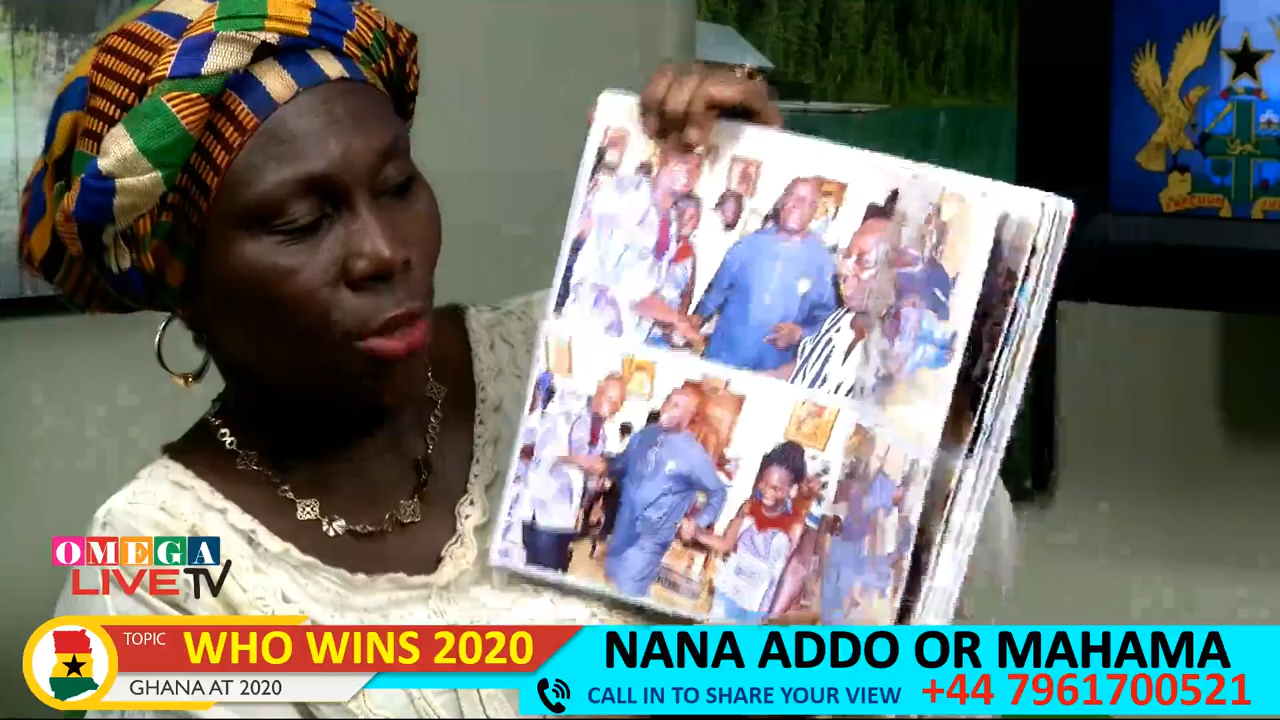 OMEGA
LIVE TV
TOPIC
WHO WINS 2020
GHANA AT 2020
NANA ADDO OR MAHAMA
CALL IN TO SHARE YOUR VIEW +44 7961700521